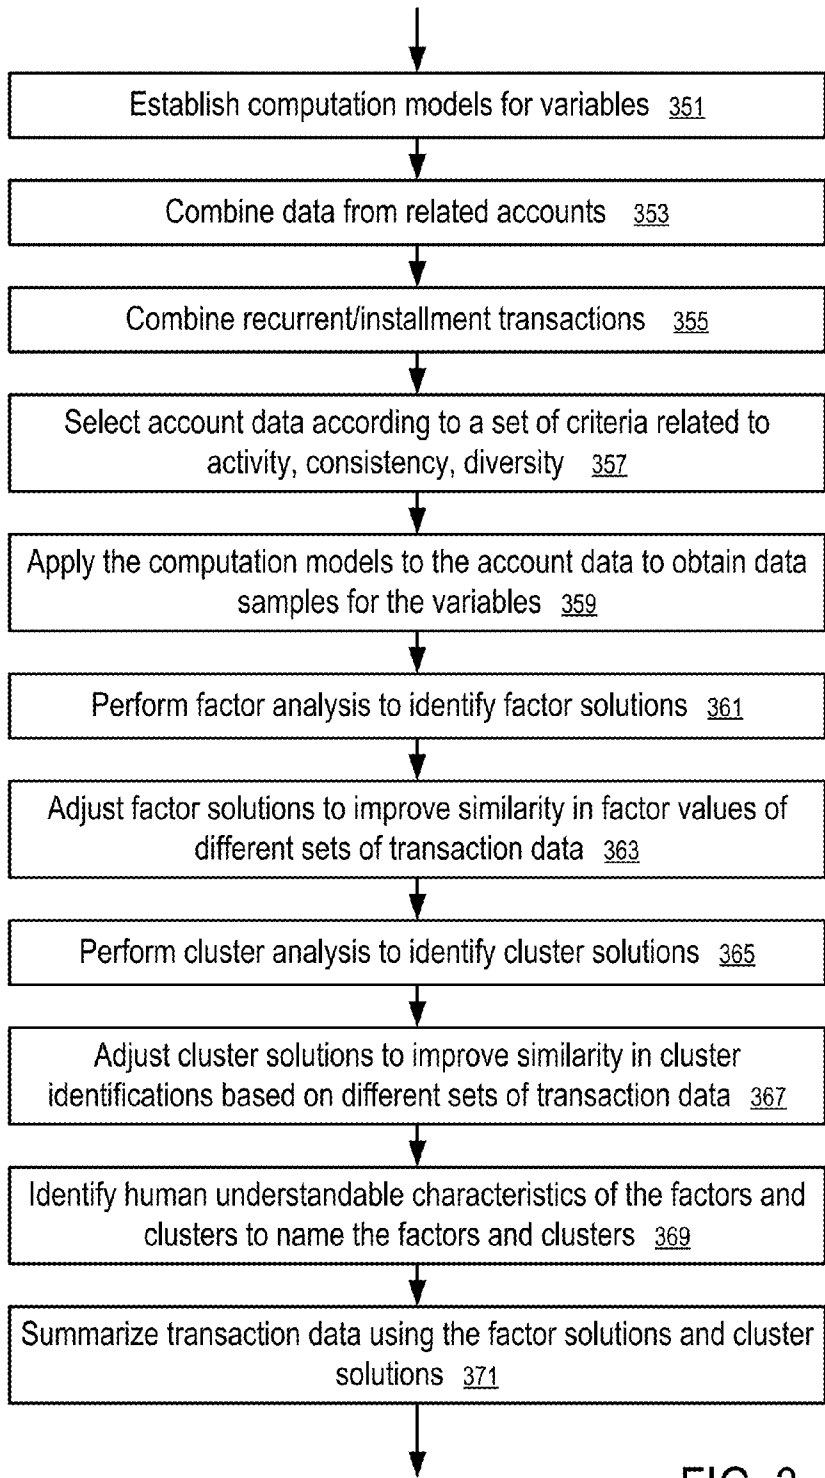 Establish computation models for variables 351
Combine data from related accounts 353
Combine recurrent/installment transactions 355
Select account data according to a set of criteria related to
activity, consistency, diversity 357
Apply the computation models to the account data to obtain data
samples for the variables 359
Perform factor analysis to identify factor solutions 361
Adjust factor solutions to improve similarity in factor values of
different sets of transaction data 363
Perform cluster analysis to identify cluster solutions 365
Adjust cluster solutions to improve similarity in cluster
identifications based on different sets of transaction data 367
Identify human understandable characteristics of the factors and
clusters to name the factors and clusters 369
Summarize transaction data using the factor solutions and cluster
solutions 371
FIG.